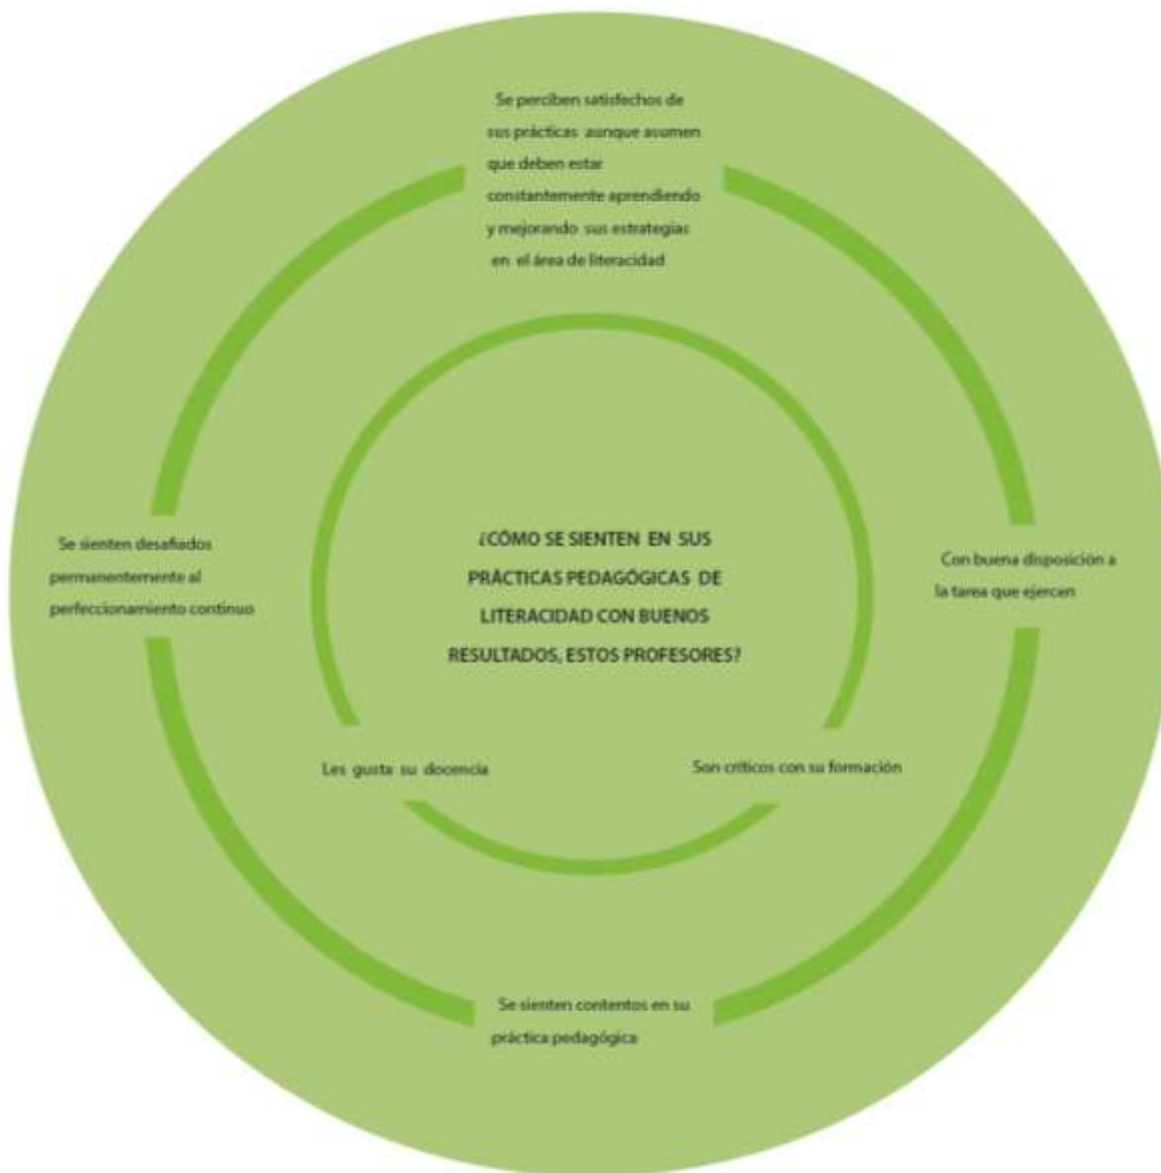 Se perciben satisfechos de
sus prácticas aunque asumen
que deben estar
constantemente aprendiendo
y mejorando sus estrategias
en el área de literacidad
Se sienten desafiados
permanentemente al
perfeccionamiento continuo
¿CÓMO SE SIENTEN EN SUS
PRÁCTICAS PEDAGÓGICAS DE
LITERACIDAD CON BUENOS
RESULTADOS, ESTOS PROFESORES?
Con buena disposición a
la tarea que ejercen
Les gusta su docencia
Son críticos con su formación
Se sienten contentos en su
práctica pedagógica